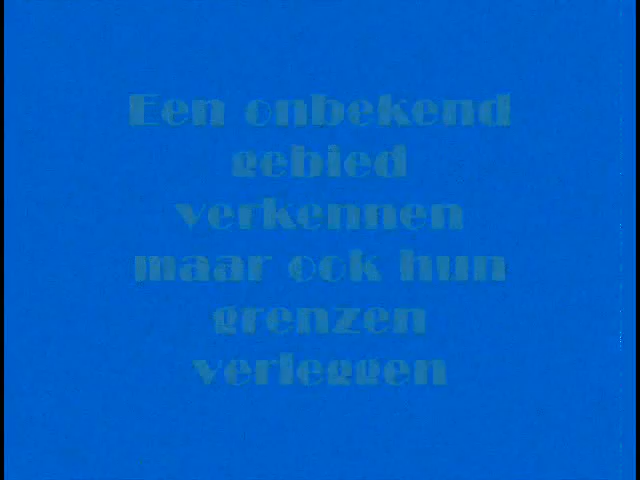 Een onbekend
gebied
verkennen
maar ook hun
grenzen
verleggen